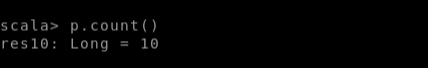 scala> p.count()
res10: Long = 10